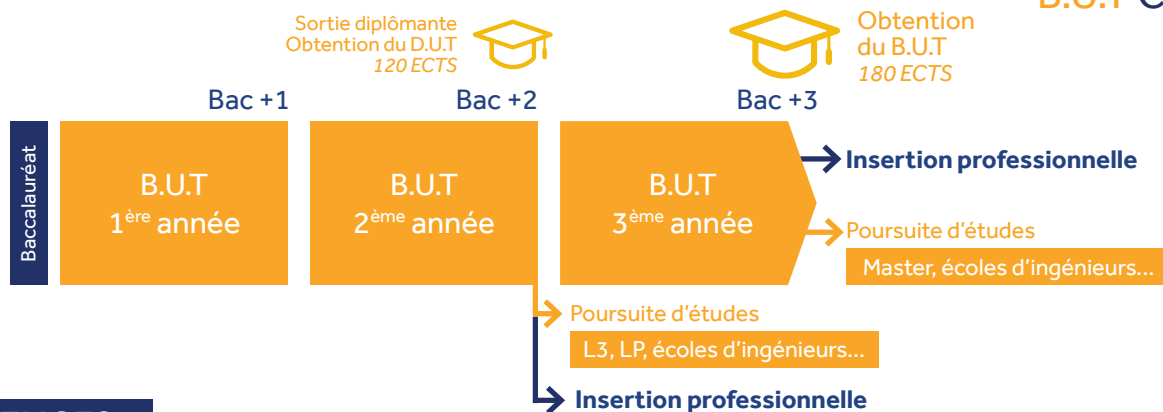 B.U.T
Sortie diplômante
Obtention du D.U.T
120 ECTS
Obtention
du B.U.T
180 ECTS
Bac +1
Bac +2
Bac +3
Baccalauréat
B.U.T
1ère année
B.U.T
2ème année
B.U.T
3ème année
Insertion professionnelle
Poursuite d'études
Master, écoles d'ingénieurs...
Poursuite d'études
L3, LP, écoles d'ingénieurs...
Insertion professionnelle